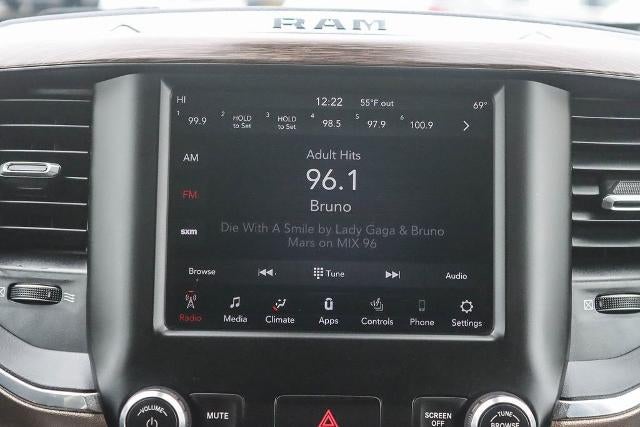 RAM
HI 12:22 55°F out 69°
1 99.9 2 HOLD to Set 3 HOLD to Set 4 98.5 5 97.9 6 100.9
Adult Hits
AM
96.1
FM
Bruno
sxm
Die With A Smile by Lady Gaga & Bruno
Mars on MIX 96
Browse Tune Audio
Radio Media Climate Apps Controls Phone Settings
VOLUME MUTE SCREEN OFF TUNE
BROWSE